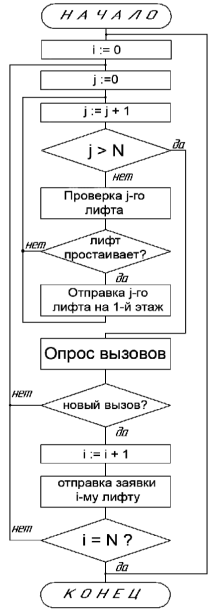 НАЧАЛО
i := 0
j :=0
j := j + 1
j > N
да
нет
Проверка j-го
лифта
нет
лифт
простаивает?
да
Отправка j-го
лифта на 1-й этаж
Опрос вызовов
нет
новый вызов?
да
i := i + 1
отправка заявки
i-му лифту
нет
i = N ?
да
КОНЕЦ